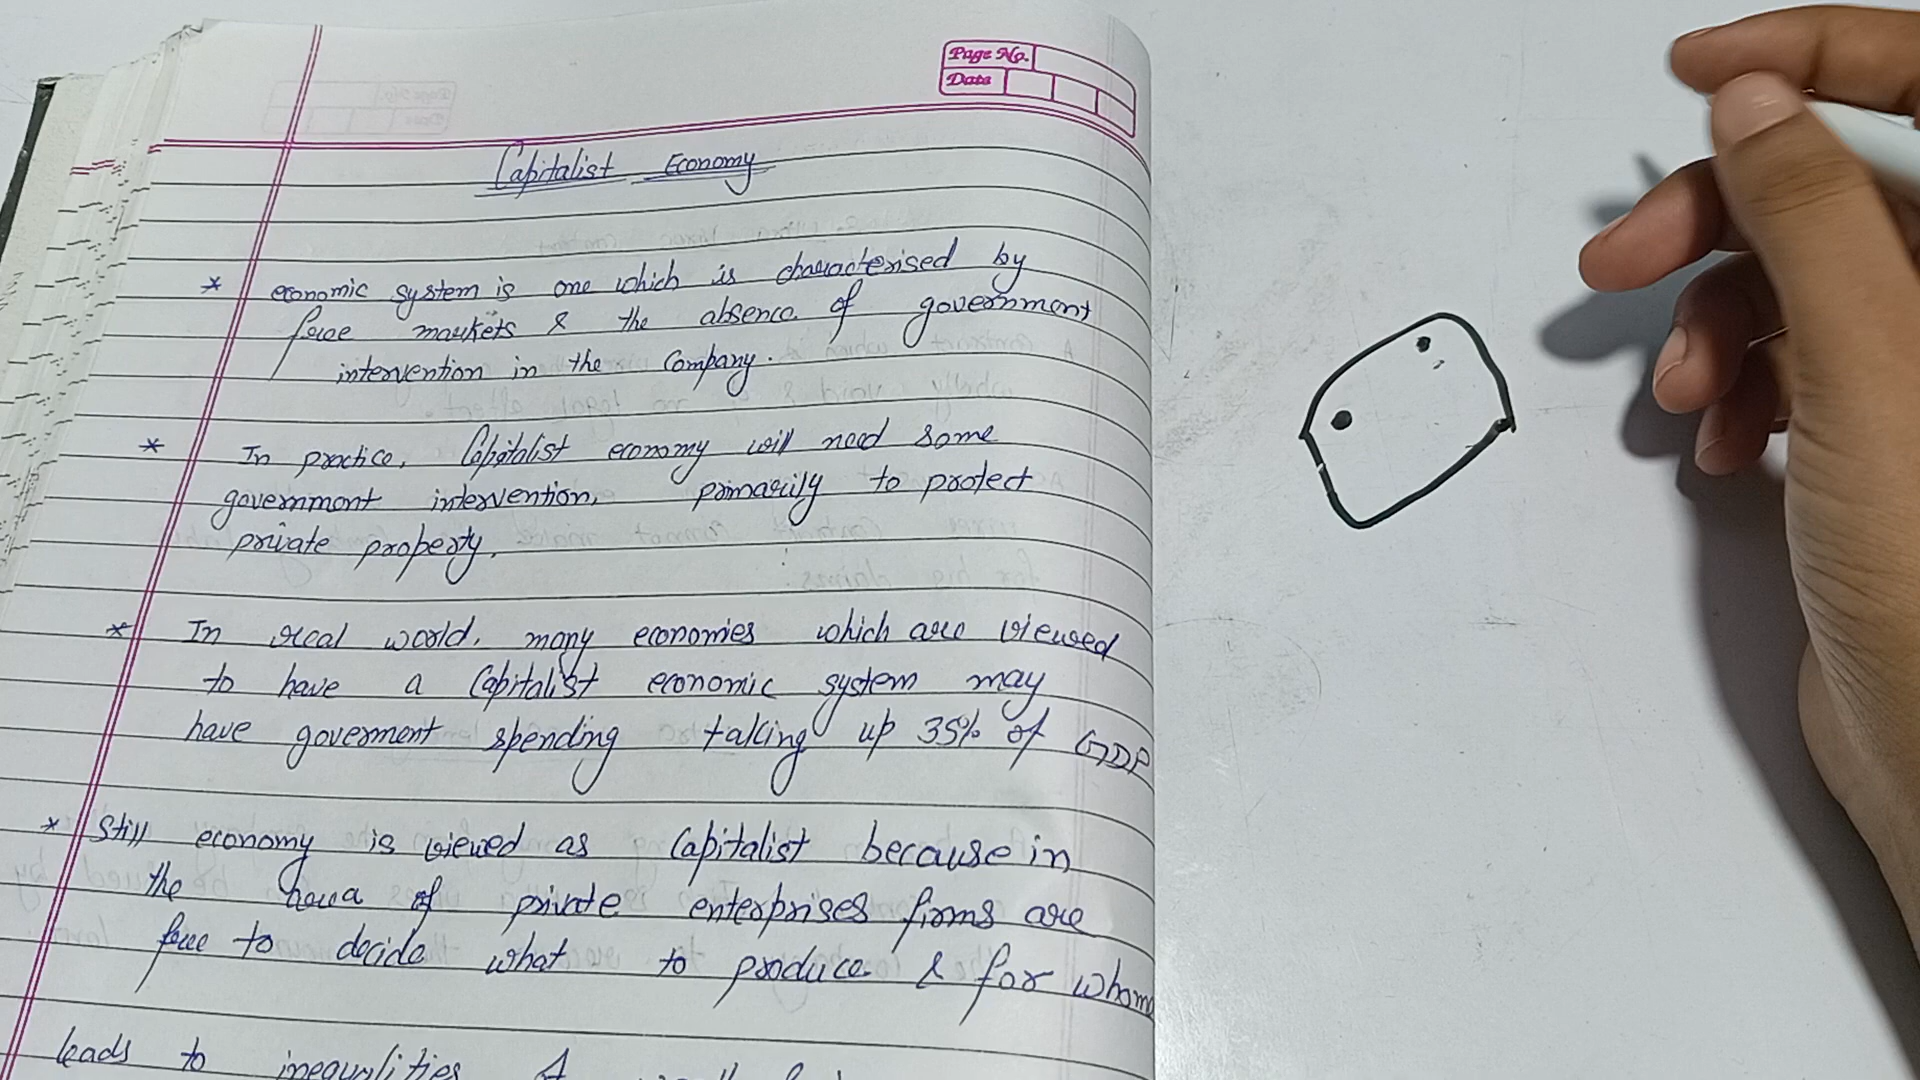 Page No.
Date
Capitalist Economy
* economic system is one which is characterised by
free markets & the absence of government
intervention in the Company.
* In practice, Capitalist economy will need some
government intervention, primarily to protect
private property.
* In real world, many economies which are viewed
to have a Capitalist economic system may
have goverment spending taking up 35% of GDP
* Still economy is viewed as Capitalist because in
the area of private enterprises firms are
free to decide what to produce & for whom
leads to inequalities